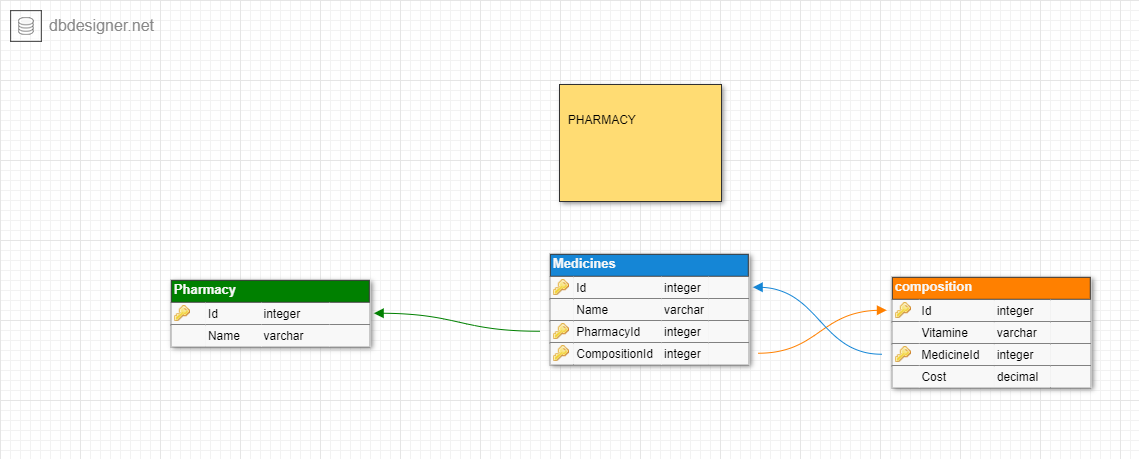 dbdesigner.net
PHARMACY
Pharmacy
Id integer
Name varchar
Medicines
Id integer
Name varchar
PharmacyId integer
CompositionId integer
composition
Id integer
Vitamine varchar
MedicineId integer
Cost decimal